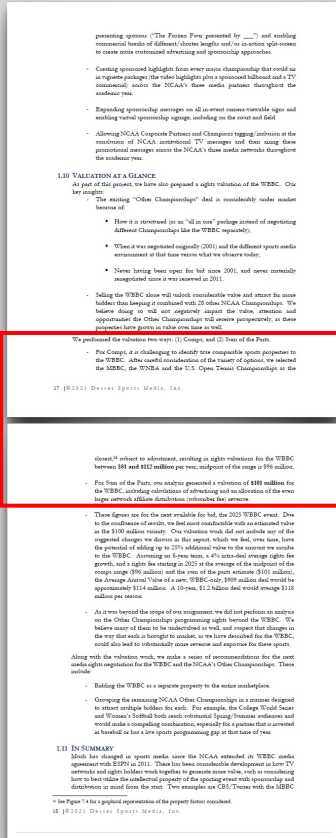 presenting sponsor ("The Frozen Four presented by ___") and enabling
commercial breaks of different/shorter lengths and/or in-action split-screen
to create more customized advertising and sponsorship approaches.
- Creating sponsored highlights from every major championship that could air
in vignette packages (the video highlights plus a sponsored billboard and a TV
commercial) across the NCAA's three media partners throughout the
academic year.
- Expanding sponsorship messages on all in-event camera-viewable signs and
enabling virtual sponsorship signage, including on the court and field.
- Allowing NCAA Corporate Partners and Champions tagging/inclusion at the
conclusion of NCAA institutional TV messages and then airing these
promotional messages across the NCAA's three media networks throughout
the academic year.
1.10 VALUATION AT A GLANCE
As part of this project, we have also prepared a rights valuation of the WBBC. Our
key insights:
- The existing "Other Championships" deal is considerably under market
because of:
▪ How it is structured (as an "all in one" package instead of negotiating
different Championships like the WBBC separately);
▪ When it was negotiated originally (2001) and the different sports media
environment at that time versus what we observe today;
▪ Never having been open for bid since 2001, and never materially
renegotiated since it was renewed in 2011.
- Selling the WBBC alone will unlock considerable value and attract far more
bidders than keeping it combined with 28 other NCAA Championships. We
believe doing so will not negatively impact the value, attention and
opportunities the Other Championships will receive prospectively, as these
properties have grown in value over time as well.
We performed the valuation two ways: (1) Comps; and (2) Sum of the Parts.
- For Comps, it is challenging to identify true comparable sports properties to
the WBBC. After careful consideration of the variety of options, we selected
the MBBC, the WNBA and the U.S. Open Tennis Championships as the
17 |©2021 Desser Sports Media, Inc.
closest, subject to adjustment, resulting in rights valuations for the WBBC
between $81 and $112 million per year; midpoint of the range is $96 million.
- For Sum of the Parts, our analysis generated a valuation of $101 million for
the WBBC, including calculations of advertising and an allocation of the even
larger network affiliate distribution (subscriber fee) revenue.
- These figures are for the next available for bid, the 2025 WBBC event. Due
to the confluence of results, we feel most comfortable with an estimated value
in the $100 million vicinity. Our valuation work did not include any of the
suggested changes we discuss in this report, which we feel, over time, have
the potential of adding up to 25% additional value to the amount we ascribe
to the WBBC. Assuming an 8-year term, a 4% intra-deal average rights fee
growth, and a rights fee starting in 2025 at the average of the midpoint of the
comps range ($96 million) and the sum of the parts estimate ($101 million),
the Average Annual Value of a new, WBBC-only, $909 million deal would be
approximately $114 million. A 10-year, $1.2 billion deal would average $118
million per season.
- As it was beyond the scope of our assignment, we did not perform an analysis
on the Other Championships programming rights beyond the WBBC. We
believe many of them to be undervalued as well, and suspect that changes in
the way that each is brought to market, as we have described for the WBBC,
could also lead to substantially more revenue and exposure for these sports.
Along with the valuation work, we make a series of recommendations for the next
media rights negotiation for the WBBC and the NCAA's Other Championships. These
include:
- Bidding the WBBC as a separate property to the entire marketplace.
- Grouping the remaining NCAA Other Championships in a manner designed
to attract multiple bidders for each. For example, the College World Series
and Women's Softball each substantial Spring/Summer audiences and
would make a compelling combination, especially for a partner that is invested
in baseball or has a live sports programming gap at that time of year.
1.11 IN SUMMARY
Much has changed in sports media since the NCAA extended its WBBC media
agreement with ESPN in 2011. There has been considerable development in how TV
networks and rights holders work together to generate more value, such as considering
how to best utilize the intellectual property of the sporting event with sponsorship and
distribution in mind from the start. Two examples are CBS/Turner with the MBBC
See Figure 7.4 for a graphical representation of the property factors considered.
18 |©2021 Desser Sports Media, Inc.